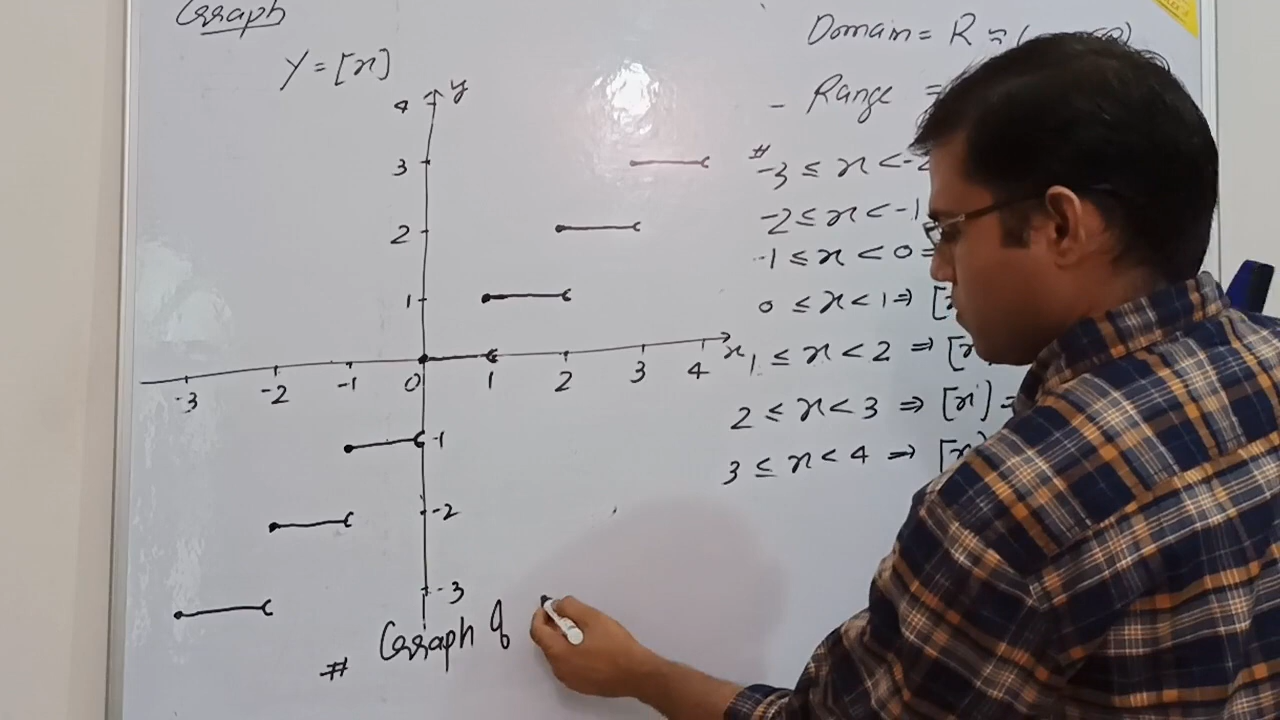 Graph
Y = [x]
y
4
3
2
1
-3 -2 -1 0 1 2 3 4 x
-1
-2
-3
# Graph of
Domain = R
- Range =
# -3 ≤ x < -2
-2 ≤ x < -1
-1 ≤ x < 0 =
0 ≤ x < 1 ⇒ [x
1 ≤ x < 2 ⇒ [x
2 ≤ x < 3 ⇒ [x] =
3 ≤ x < 4 ⇒ [x]